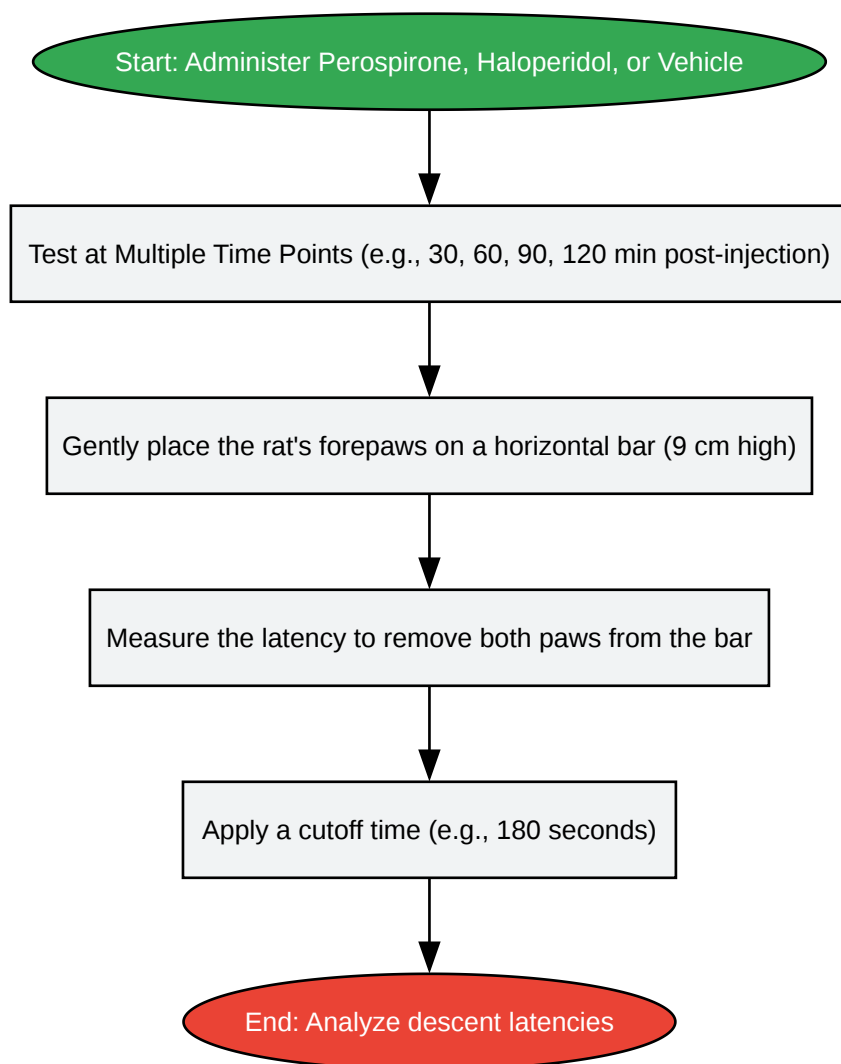 Start: Administer Perospirone, Haloperidol, or Vehicle
Test at Multiple Time Points (e.g., 30, 60, 90, 120 min post-injection)
Gently place the rat's forepaws on a horizontal bar (9 cm high)
Measure the latency to remove both paws from the bar
Apply a cutoff time (e.g., 180 seconds)
End: Analyze descent latencies